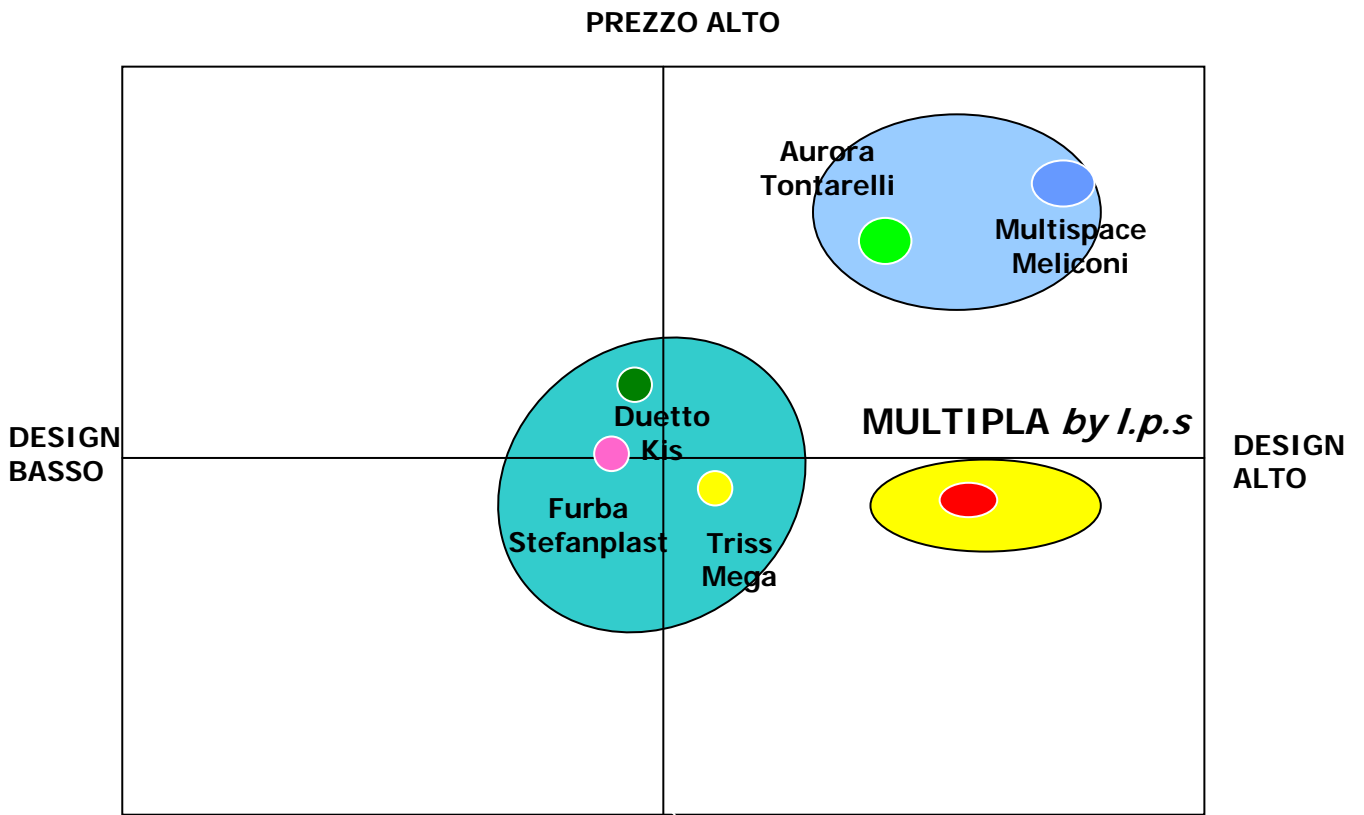 PREZZO ALTO
Aurora
Tontarelli
Multispace
Meliconi
Duetto
Kis
MULTIPLA by l.p.s
DESIGN
BASSO
DESIGN
ALTO
Furba
Stefanplast
Triss
Mega